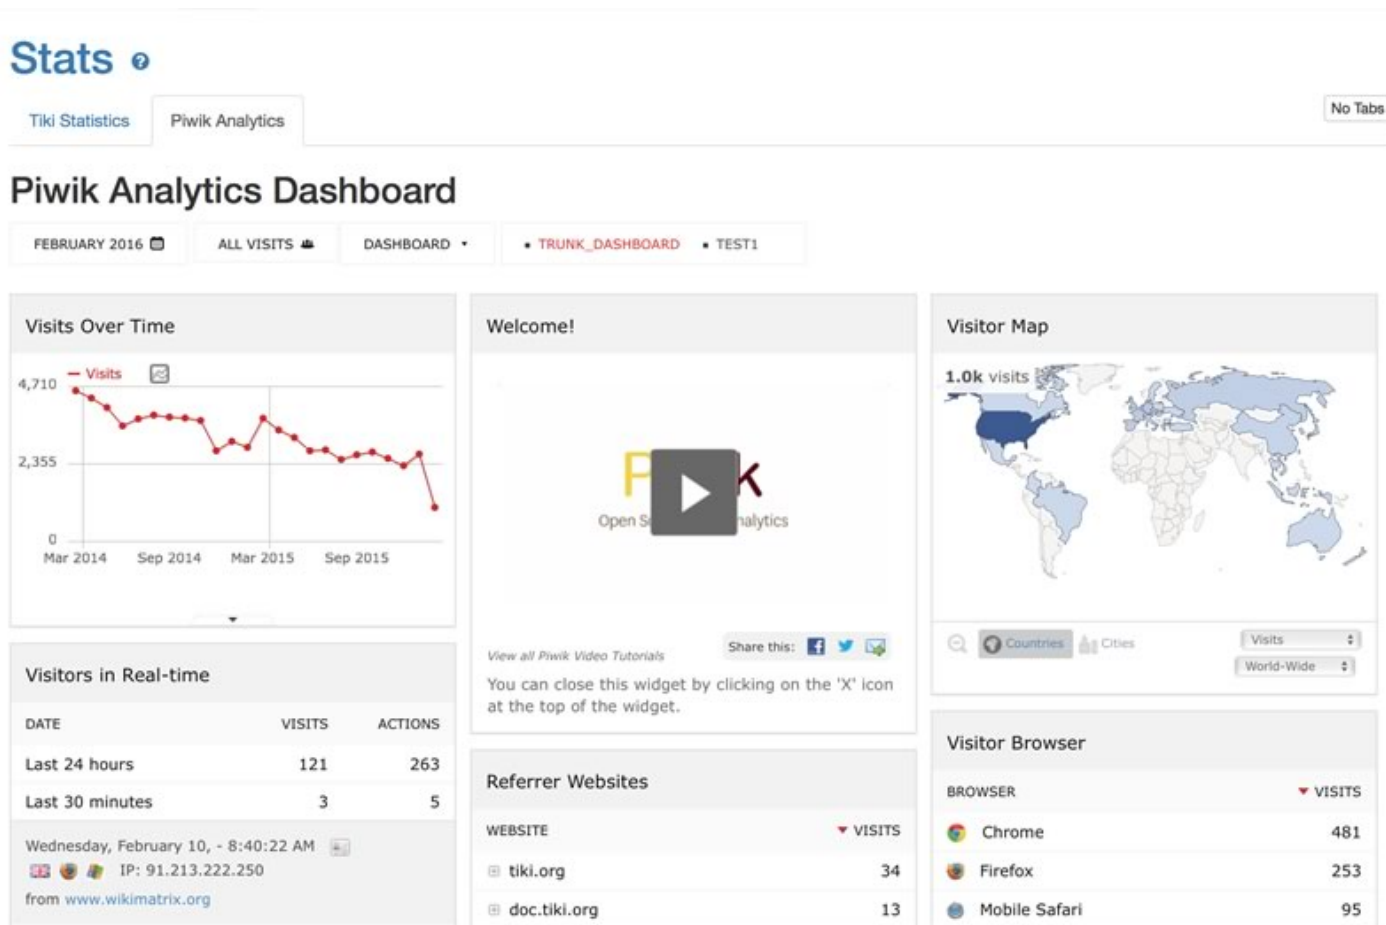 Stats
Tiki Statistics
Piwik Analytics
No Tabs
Piwik Analytics Dashboard
FEBRUARY 2016
ALL VISITS
DASHBOARD
TRUNK_DASHBOARD
TEST1
Visits Over Time
Visits
4,710
2,355
0
Mar 2014 Sep 2014 Mar 2015 Sep 2015
Visitors in Real-time
DATE VISITS ACTIONS
Last 24 hours 121 263
Last 30 minutes 3 5
Wednesday, February 10, - 8:40:22 AM
IP: 91.213.222.250
from www.wikimatrix.org
Welcome!
P k
Open S nalytics
View all Piwik Video Tutorials
Share this:
You can close this widget by clicking on the 'X' icon
at the top of the widget.
Referrer Websites
WEBSITE VISITS
tiki.org 34
doc.tiki.org 13
Visitor Map
1.0k visits
Countries
Cities
Visits
World-Wide
Visitor Browser
BROWSER VISITS
Chrome 481
Firefox 253
Mobile Safari 95